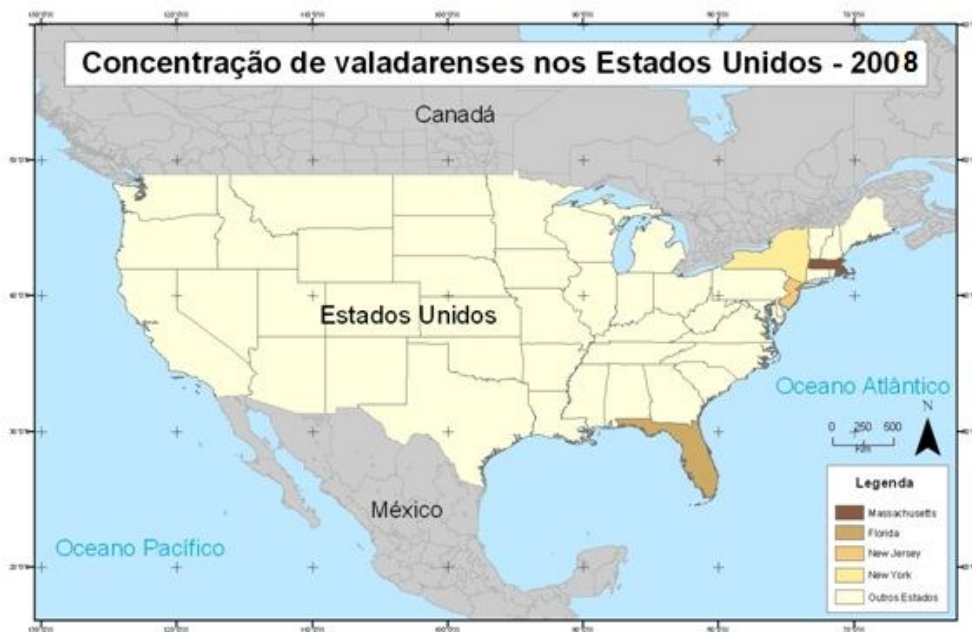 Concentração de valadarenses nos Estados Unidos - 2008
Canadá
Estados Unidos
Oceano Atlântico
N
0 250 500
Km
México
Oceano Pacífico
Legenda
Massachusetts
Florida
New Jersey
New York
Outros Estados